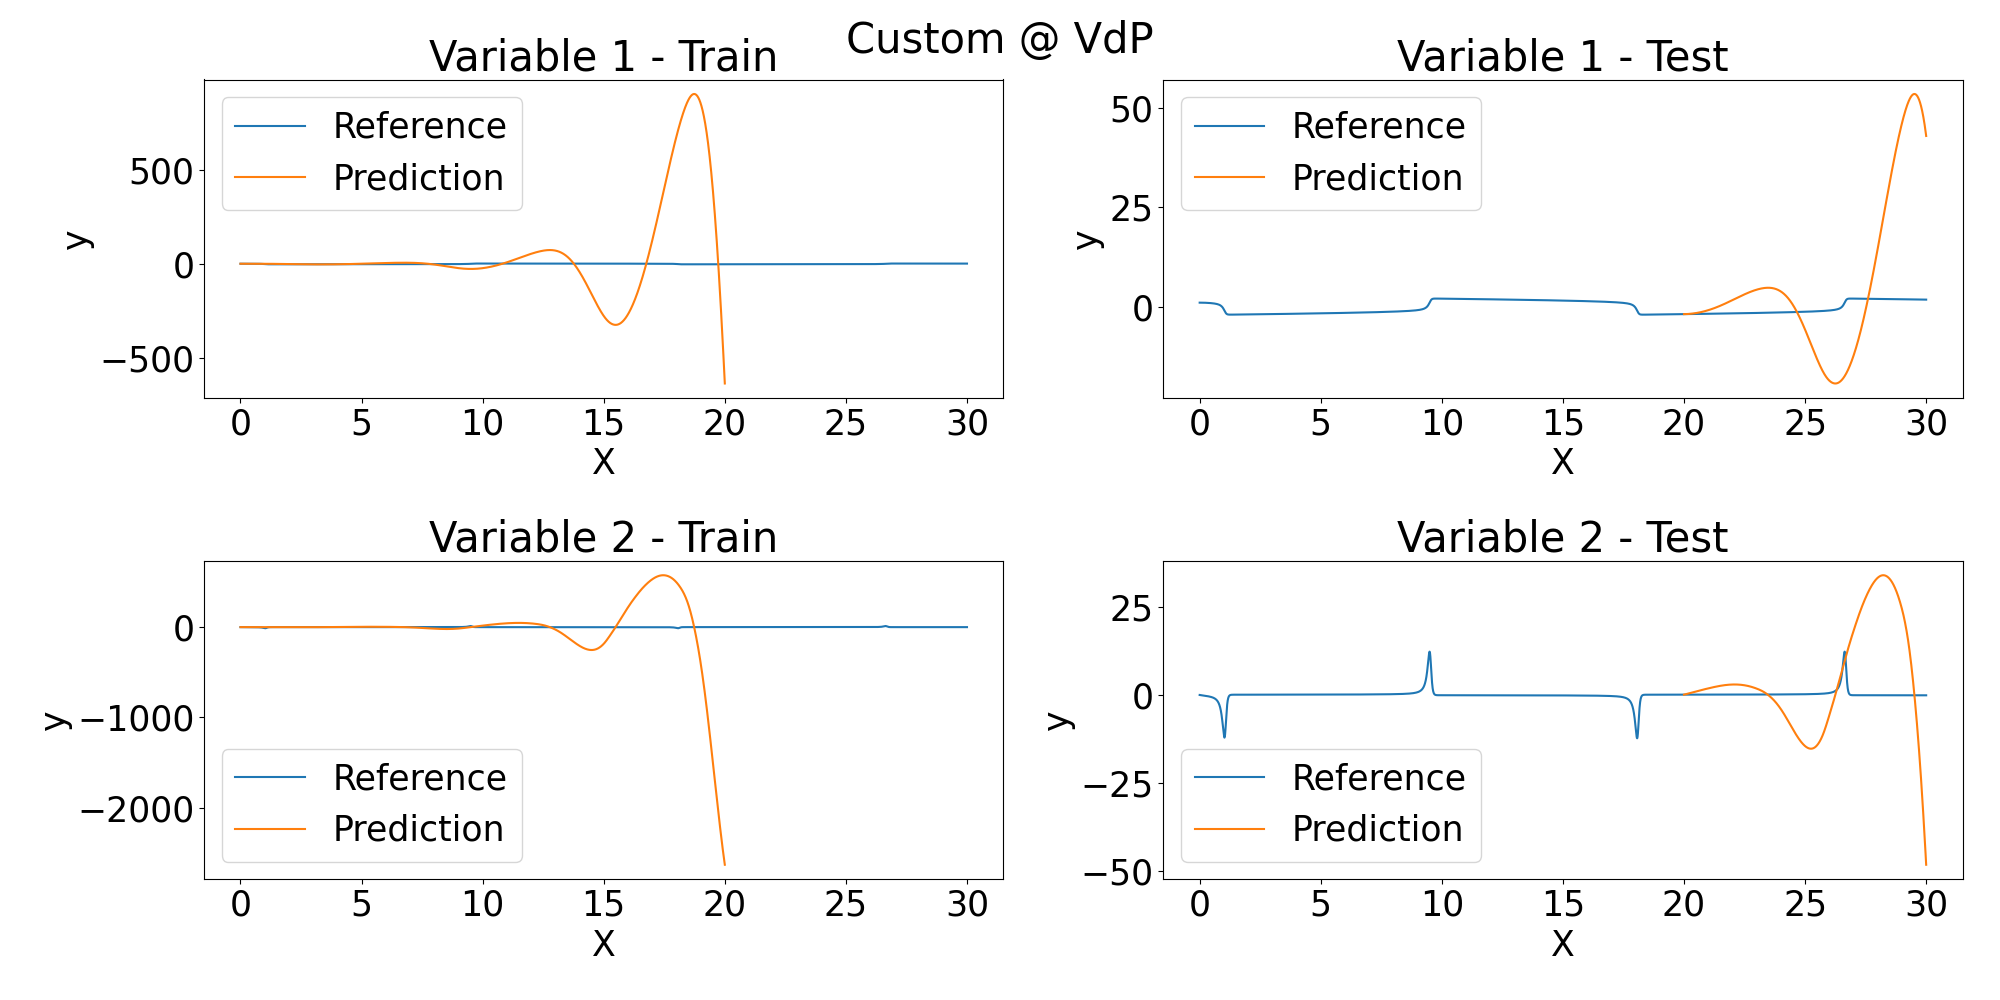 Custom @ VdP
Variable 1 - Train
Reference
Prediction
500
0
−500
y
0 5 10 15 20 25 30
X
Variable 1 - Test
Reference
Prediction
50
25
0
y
0 5 10 15 20 25 30
X
Variable 2 - Train
0
−1000
−2000
y
Reference
Prediction
0 5 10 15 20 25 30
X
Variable 2 - Test
25
0
−25
−50
y
Reference
Prediction
0 5 10 15 20 25 30
X